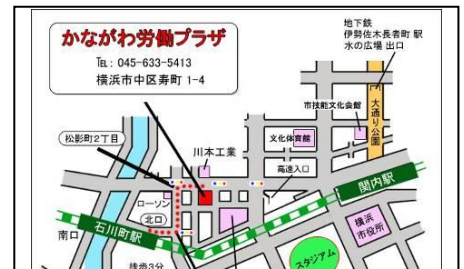 かながわ労働プラザ
TEL: 045-633-5413
横浜市中区寿町 1-4
地下鉄
伊勢佐木長者町 駅
水の広場 出口
市技能文化会館
大通り公園
文化体育館
松影町2丁目
川本工業
高速入口
関内駅
ローソン
北口
石川町駅
南口
横浜
市役所
スタジアム
徒歩3分